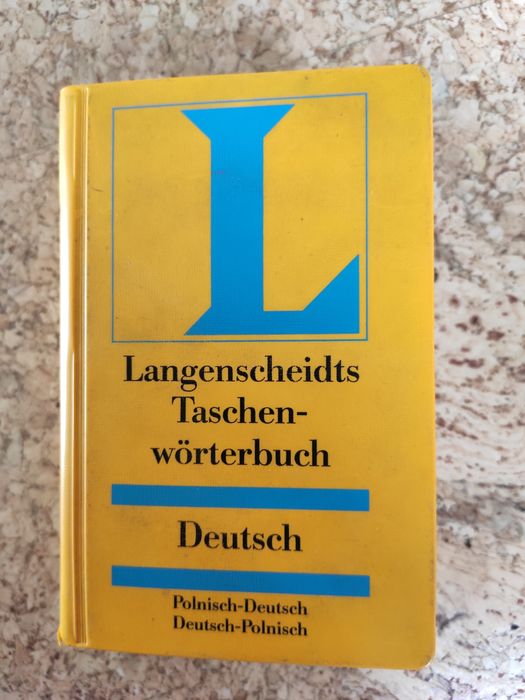 L
Langenscheidts
Taschen-
wörterbuch
Deutsch
Polnisch-Deutsch
Deutsch-Polnisch